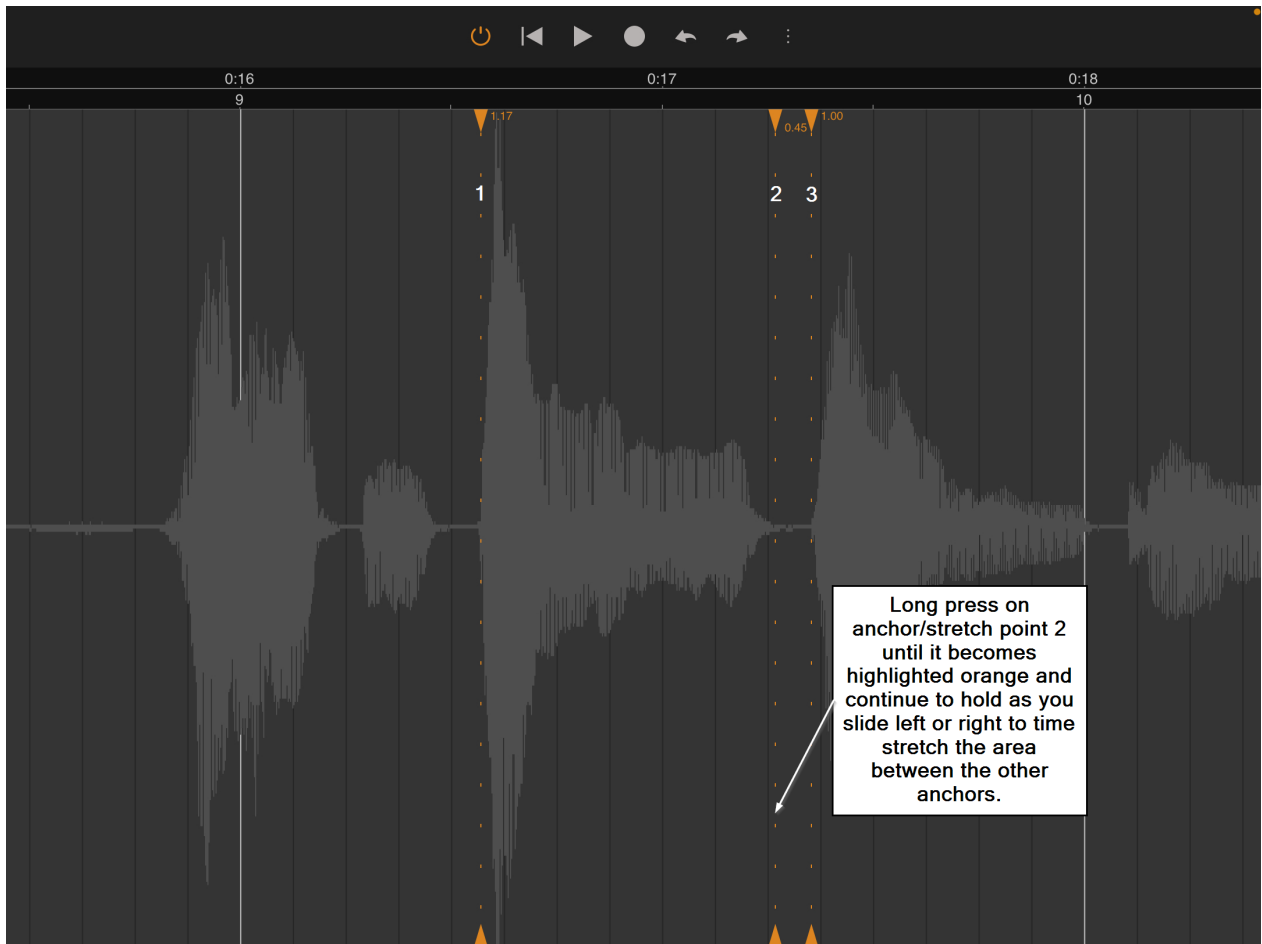 0:16 0:17 0:18
9 10
1.17 0.45 1.00
1 2 3
Long press on
anchor/stretch point 2
until it becomes
highlighted orange and
continue to hold as you
slide left or right to time
stretch the area
between the other
anchors.